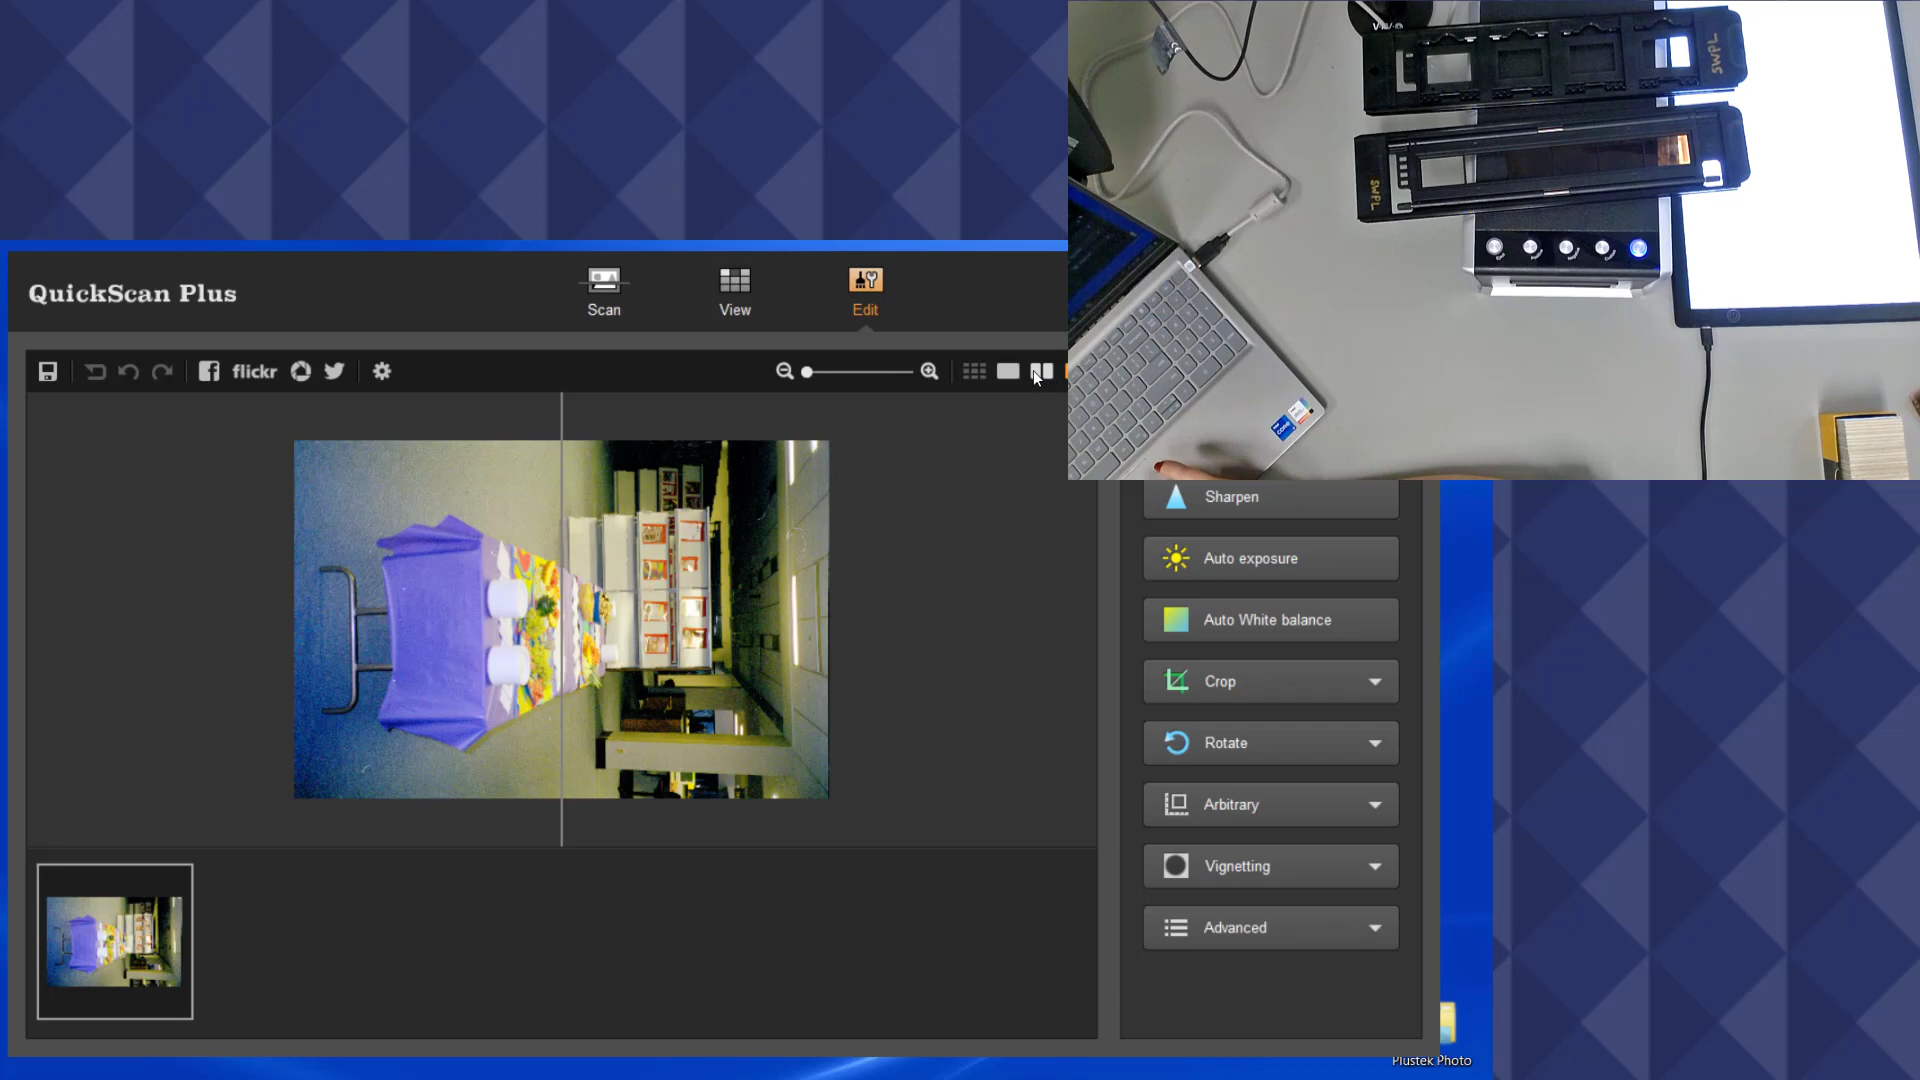 QuickScan Plus
Scan
View
Edit
flickr
Sharpen
Auto exposure
Auto White balance
Crop
Rotate
Arbitrary
Vignetting
Advanced
Plustek Photo
SWPL
SWPL